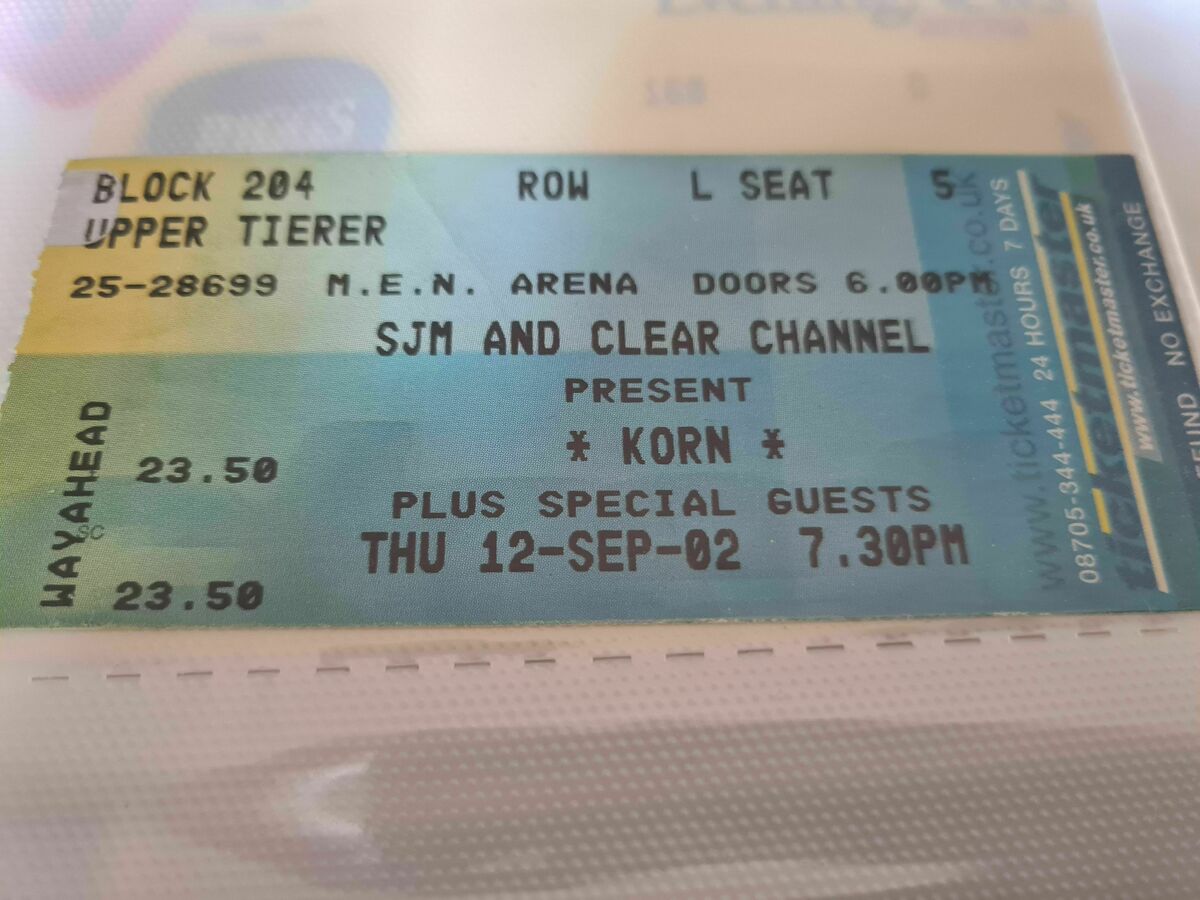 BLOCK 204 ROW L SEAT 5
UPPER TIERER
25-28699 M.E.N. ARENA DOORS 6.00PM
SJM AND CLEAR CHANNEL
PRESENT
23.50 * KORN *
PLUS SPECIAL GUESTS
23.50 THU 12-SEP-02 7.30PM
WAYAHEAD
SC
www.ticketmaster.co.uk
08705-344-444 24 HOURS 7 DAYS
ticketmaster
www.ticketmaster.co.uk
NO EXCHANGE